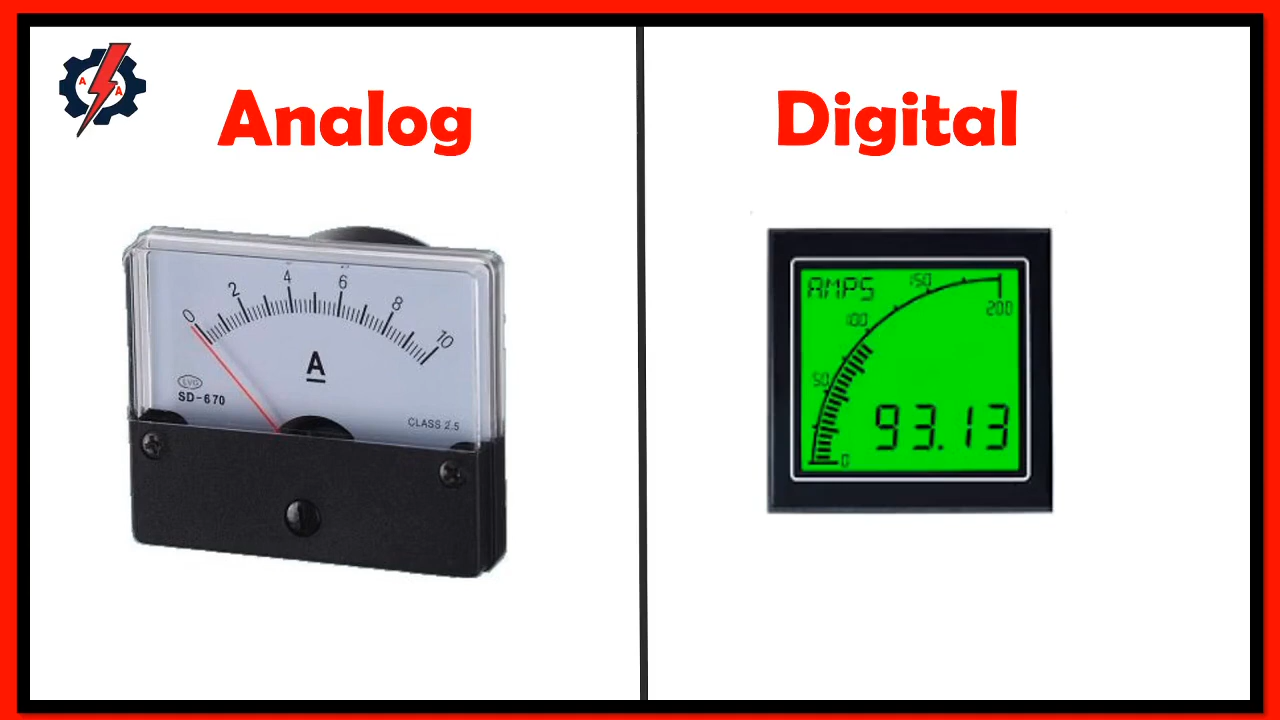 A A
Analog
0 2 4 6 8 10
A
EVG
SD-670
CLASS 2.5
Digital
AMPS
150
200
100
50
93.13
0